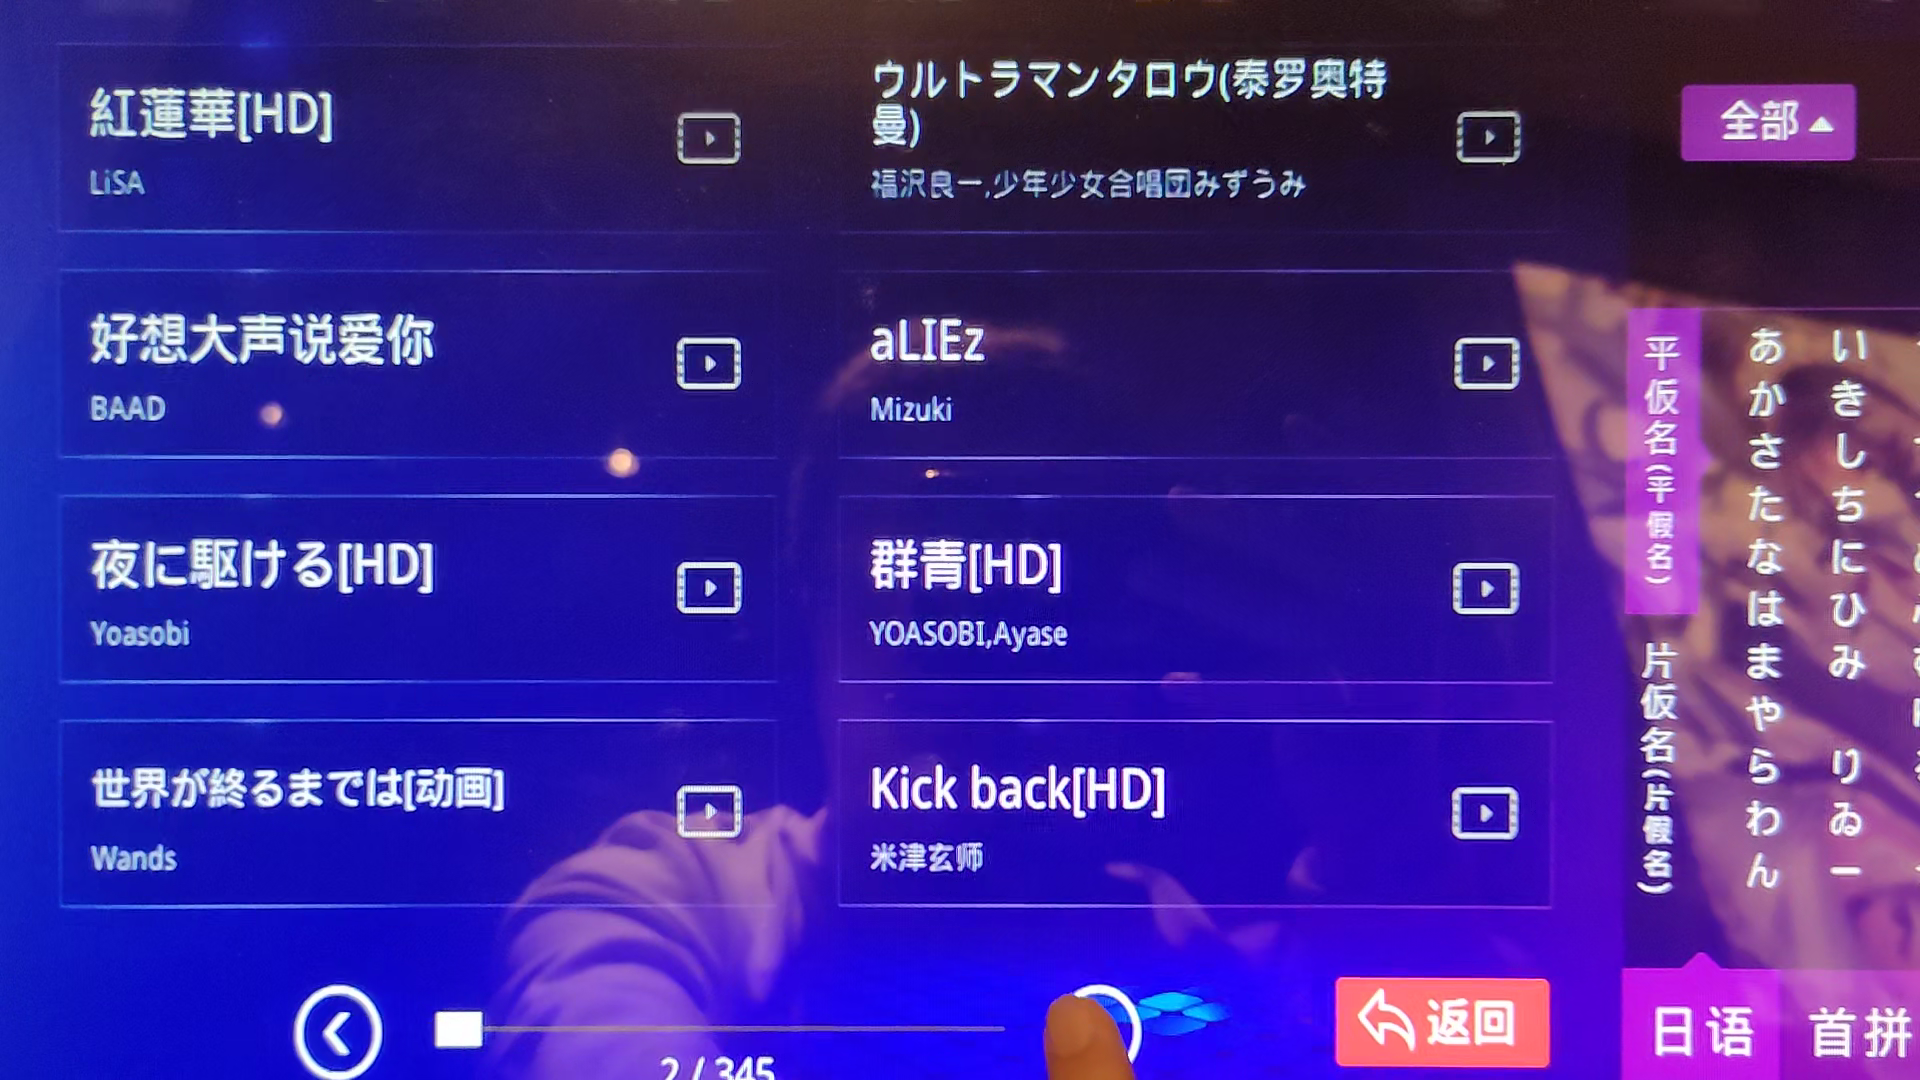 紅蓮華[HD]
LiSA
ウルトラマンタロウ(泰罗奥特
曼)
福沢良一,少年少女合唱団みずうみ
全部
好想大声说爱你
BAAD
aLIEz
Mizuki
夜に駆ける[HD]
Yoasobi
群青[HD]
YOASOBI,Ayase
世界が終るまでは[动画]
Wands
Kick back[HD]
米津玄师
平仮名(平假名)
片仮名(片假名)
あ い
か き
さ し
た ち
な に
は ひ
ま み
や
ら り
わ ゐ
ん ー
2 / 345
返回
日语
首拼